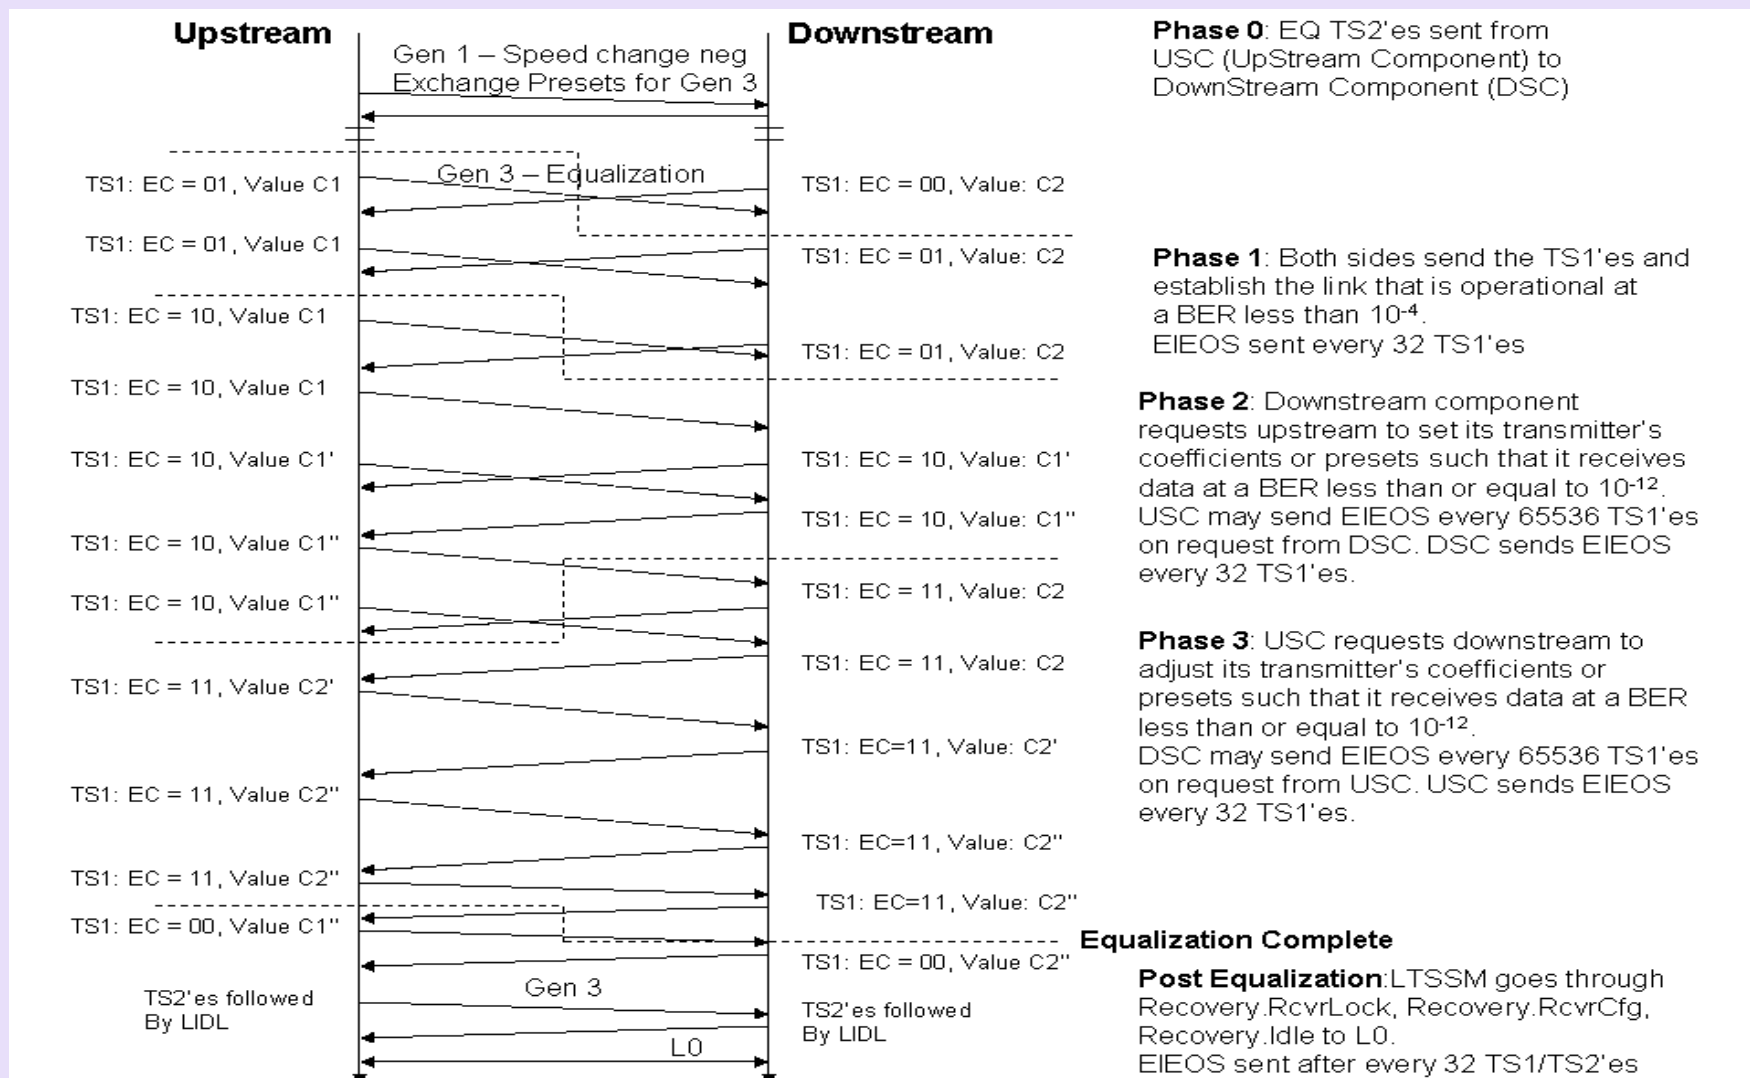 Upstream
Downstream
Gen 1 – Speed change neg
Exchange Presets for Gen 3
Phase 0: EQ TS2'es sent from
USC (UpStream Component) to
DownStream Component (DSC)
Gen 3 – Equalization
TS1: EC = 01, Value C1
TS1: EC = 00, Value: C2
TS1: EC = 01, Value C1
TS1: EC = 01, Value: C2
Phase 1: Both sides send the TS1'es and
establish the link that is operational at
a BER less than 10-4.
EIEOS sent every 32 TS1'es
TS1: EC = 10, Value C1
TS1: EC = 01, Value: C2
TS1: EC = 10, Value C1
Phase 2: Downstream component
requests upstream to set its transmitter's
coefficients or presets such that it receives
data at a BER less than or equal to 10-12.
USC may send EIEOS every 65536 TS1'es
on request from DSC. DSC sends EIEOS
every 32 TS1'es.
TS1: EC = 10, Value C1'
TS1: EC = 10, Value: C1'
TS1: EC = 10, Value: C1"
TS1: EC = 10, Value C1"
TS1: EC = 11, Value: C2
TS1: EC = 10, Value C1"
TS1: EC = 11, Value: C2
Phase 3: USC requests downstream to
adjust its transmitter's coefficients or
presets such that it receives data at a BER
less than or equal to 10-12.
DSC may send EIEOS every 65536 TS1'es
on request from USC. USC sends EIEOS
every 32 TS1'es.
TS1: EC = 11, Value C2'
TS1: EC=11, Value: C2'
TS1: EC = 11, Value C2"
TS1: EC=11, Value: C2"
TS1: EC = 11, Value C2"
TS1: EC=11, Value: C2"
TS1: EC = 00, Value C1"
Equalization Complete
TS1: EC = 00, Value C2"
Gen 3
Post Equalization:LTSSM goes through
Recovery.RcvrLock, Recovery.RcvrCfg,
Recovery.Idle to L0.
EIEOS sent after every 32 TS1/TS2'es
TS2'es followed
By LIDL
TS2'es followed
By LIDL
L0